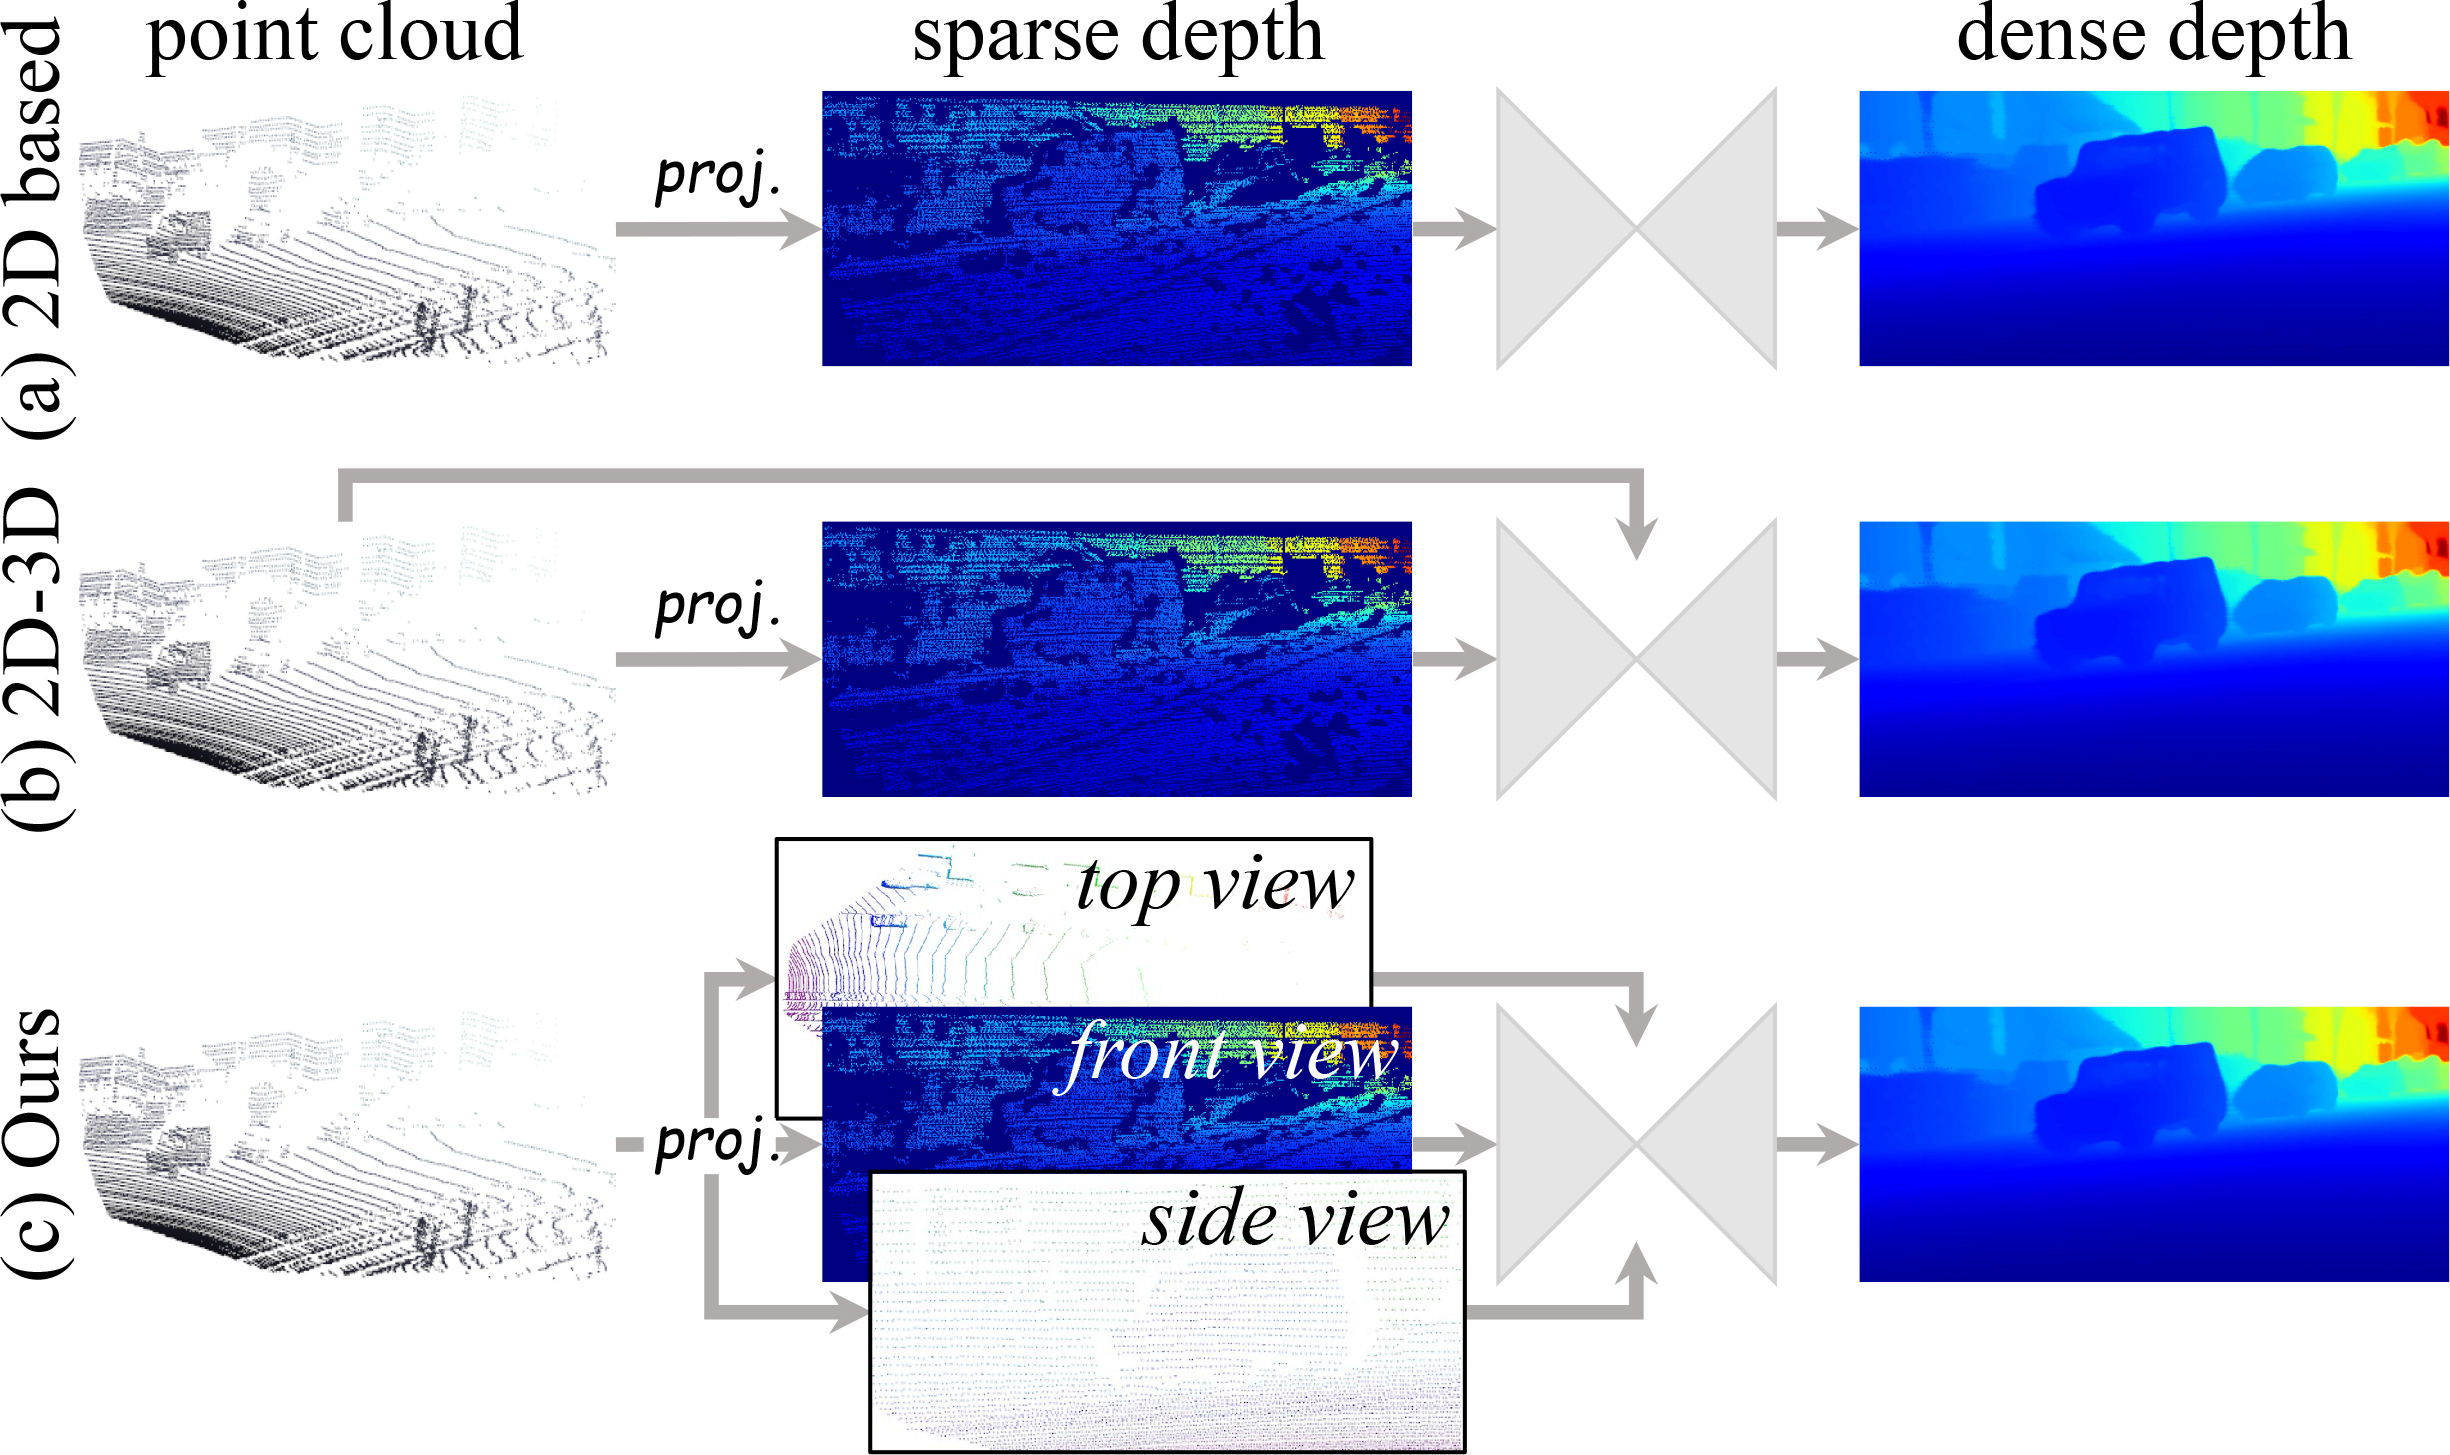 point cloud
sparse depth
dense depth
(a) 2D based
proj.
(b) 2D-3D
proj.
(c) Ours
proj.
top view
front view
side view